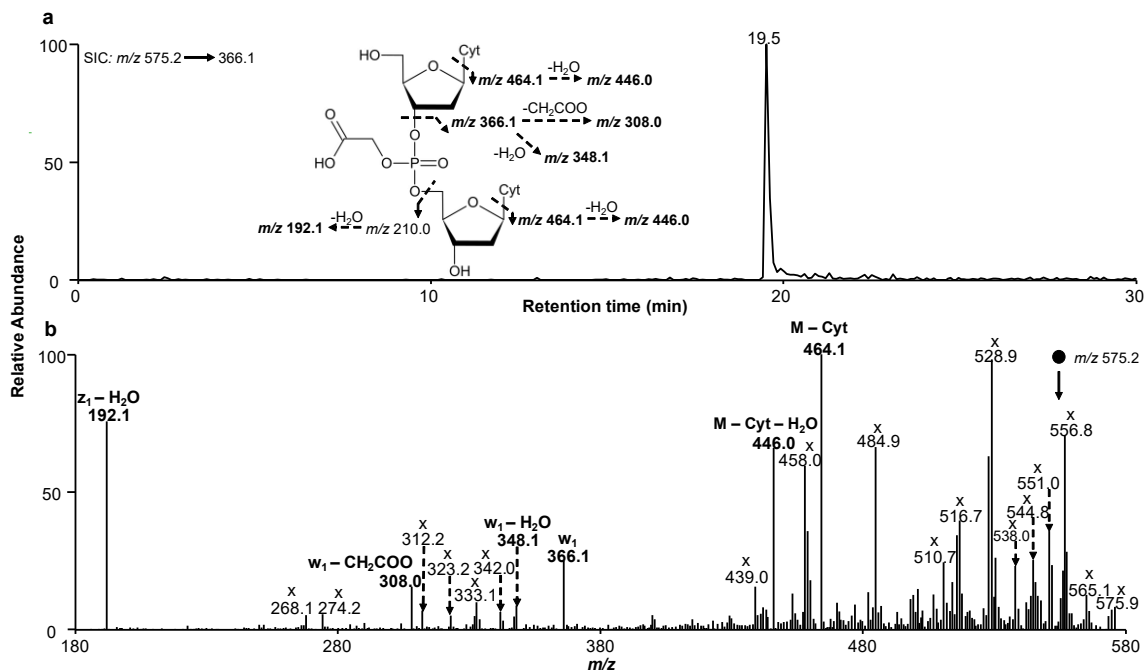 a
100
50
0
Relative Abundance
SIC: m/z 575.2 366.1
19.5
HO
Cyt
O
m/z 464.1 -H₂O m/z 446.0
-CH₂COO
m/z 366.1 m/z 308.0
O
O
-H₂O m/z 348.1
HO
O P O
O
Cyt
O
m/z 464.1 -H₂O m/z 446.0
m/z 192.1 -H₂O m/z 210.0
OH
0 10 20 30
Retention time (min)
b
100
50
0
z₁ – H₂O
192.1
M – Cyt
464.1
x
528.9
m/z 575.2
M – Cyt – H₂O
446.0
x
458.0
x
484.9
x
556.8
x
551.0
x
544.8
x
516.7
x
538.0
x
510.7
w₁ – H₂O
348.1
w₁
366.1
x
312.2
w₁ – CH₂COO
308.0
x
323.2
x
342.0
x
333.1
x
439.0
x
268.1
x
274.2
x
565.1
x
575.9
180 280 380 480 580
m/z